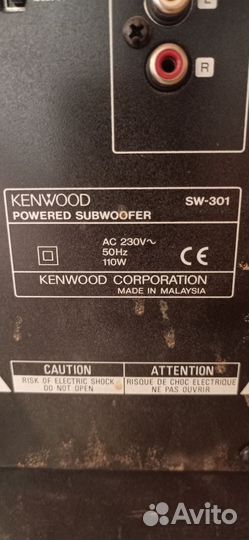 L
R
KENWOOD SW-301
POWERED SUBWOOFER
AC 230V~
50Hz
110W
CE
KENWOOD CORPORATION
MADE IN MALAYSIA
CAUTION
RISK OF ELECTRIC SHOCK
DO NOT OPEN
ATTENTION
RISQUE DE CHOC ELECTRIQUE
NE PAS OUVRIR
Avito